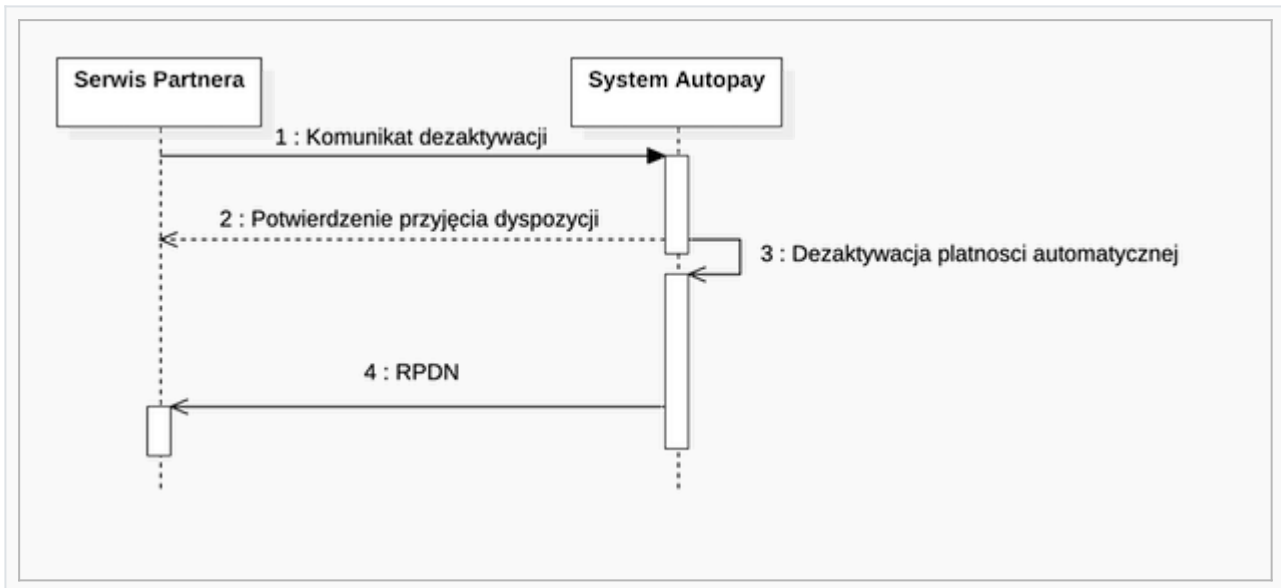 Serwis Partnera
System Autopay
1 : Komunikat dezaktywacji
2 : Potwierdzenie przyjęcia dyspozycji
3 : Dezaktywacja platnosci automatycznej
4 : RPDN